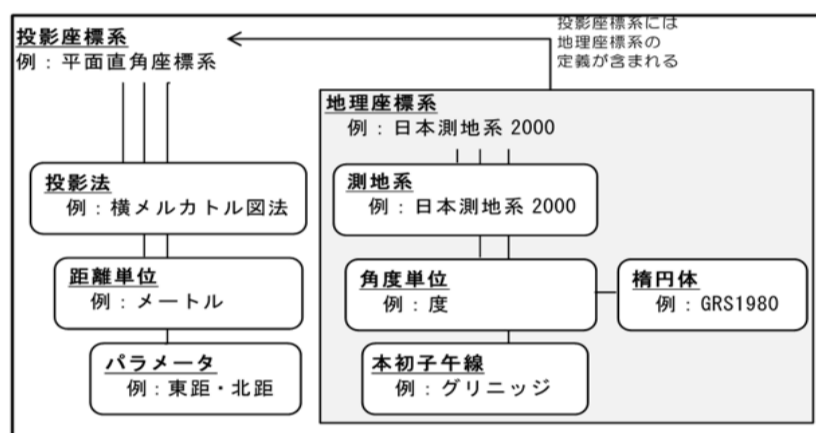 投影座標系
例：平面直角座標系
投影座標系には
地理座標系の
定義が含まれる
地理座標系
例：日本測地系 2000
投影法
例：横メルカトル図法
測地系
例：日本測地系 2000
距離単位
例：メートル
角度単位
例：度
楕円体
例：GRS1980
パラメータ
例：東距・北距
本初子午線
例：グリニッジ